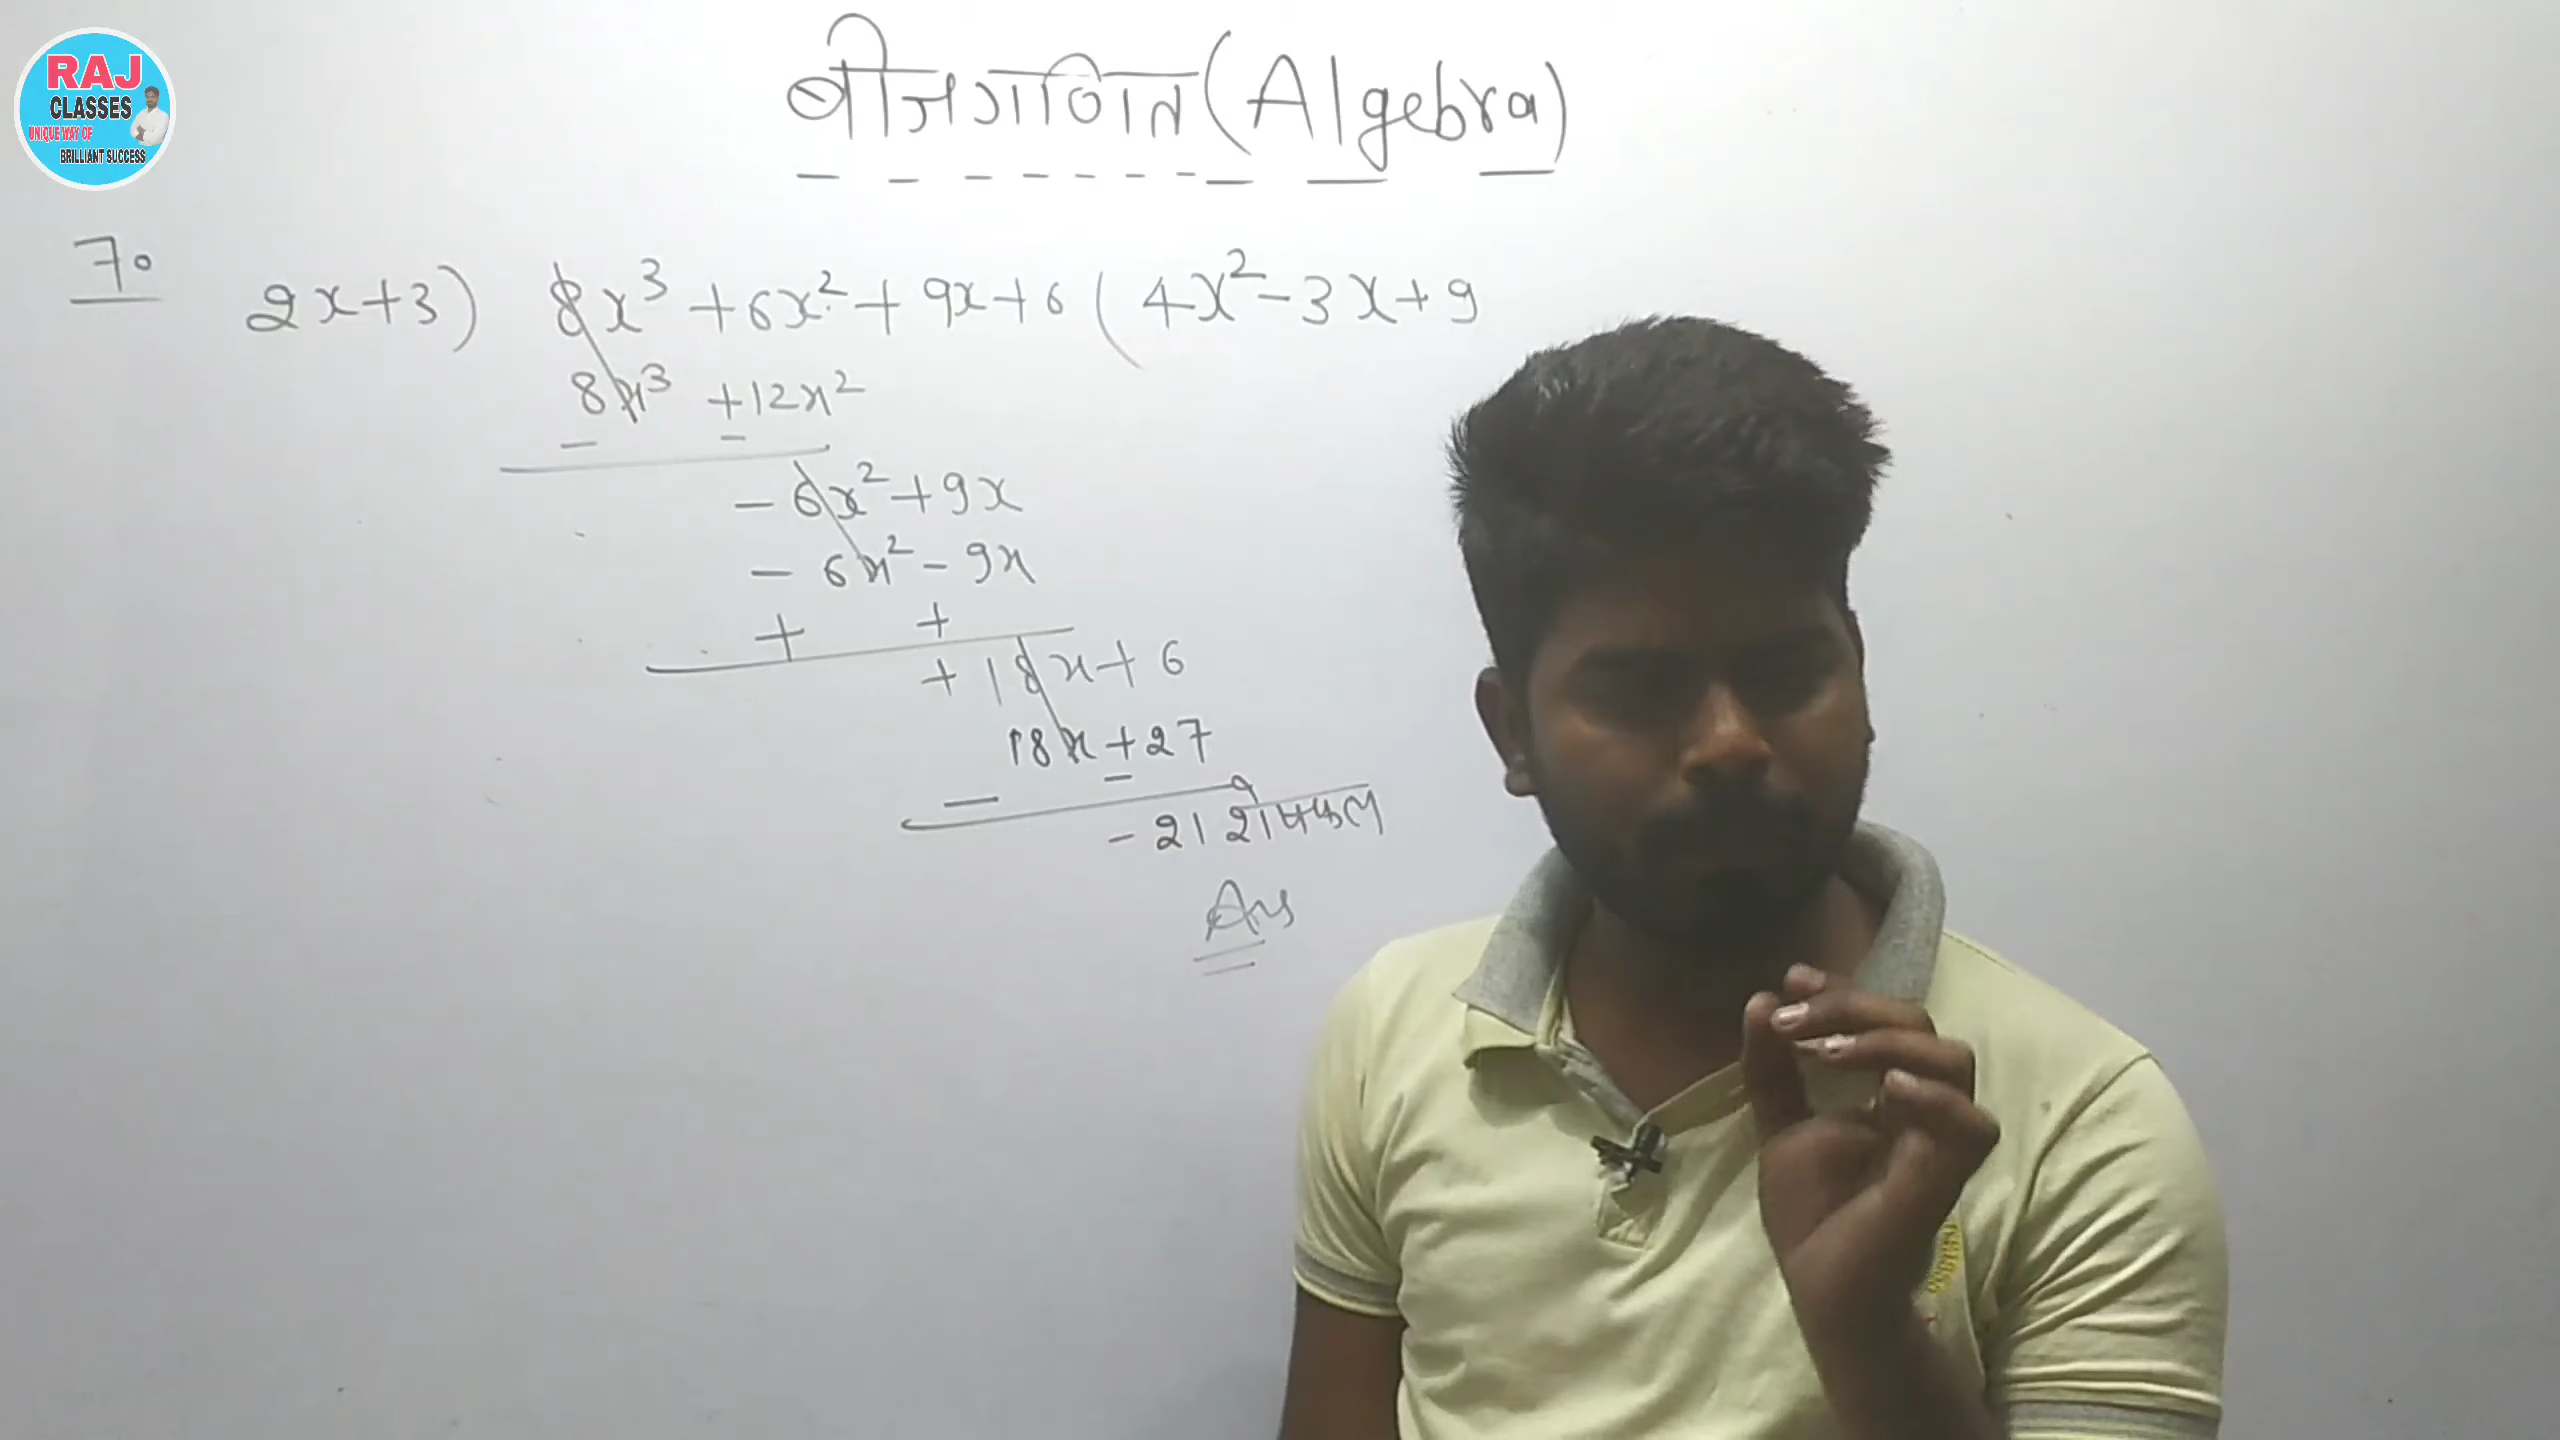 RAJ
CLASSES
UNIQUE WAY OF
BRILLIANT SUCCESS
बीजगणित (Algebra)
7. 2x+3) 8x³ +6x² + 9x+6 ( 4x² - 3x + 9
8x³ +12x²
- -
- 6x² + 9x
- 6x² - 9x
+ +
+ 18x + 6
18x + 27
- -
- 21 शेषफल
Ans